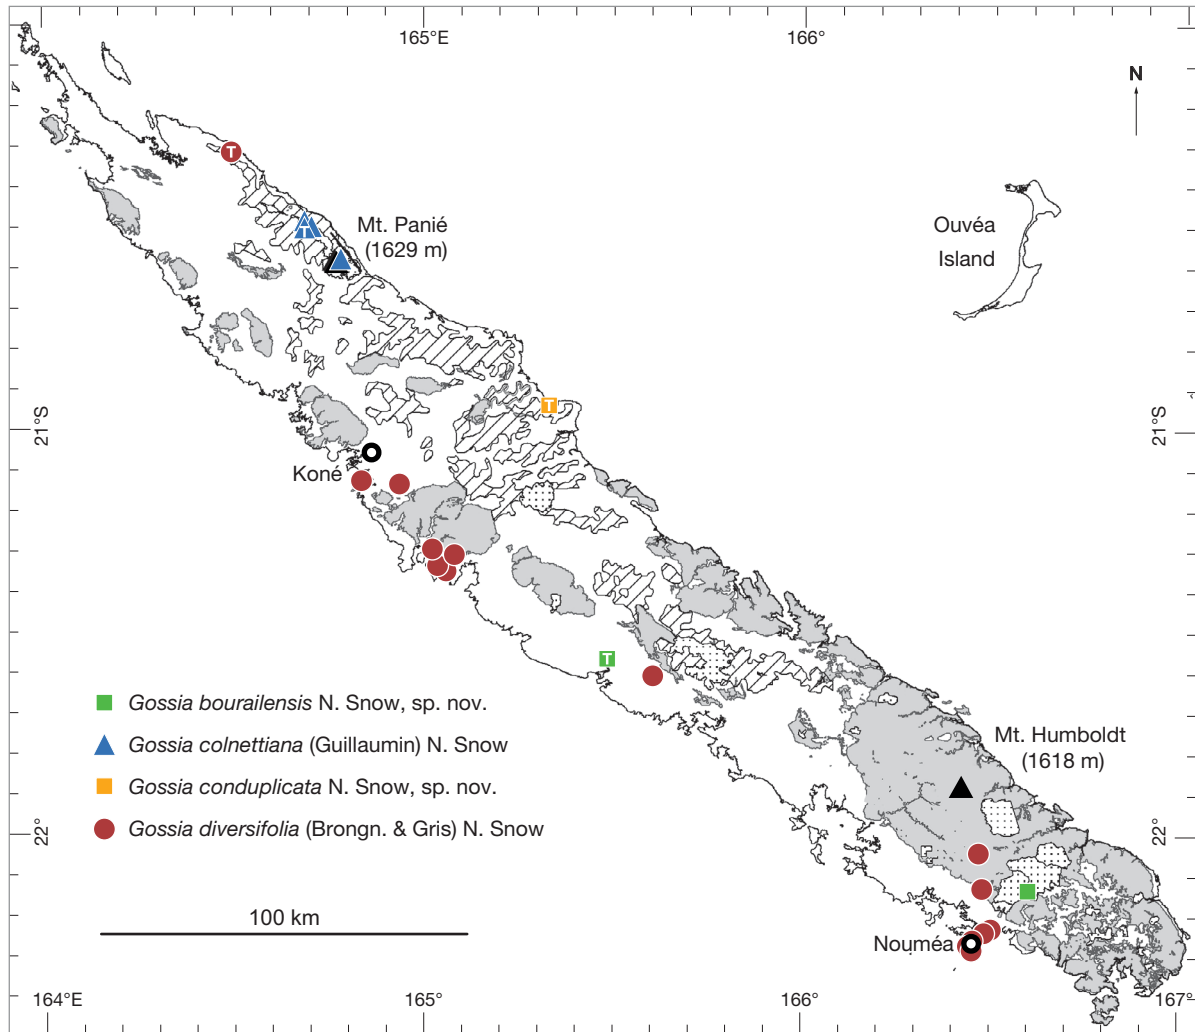 165°E
166°
N
T
Mt. Panié
(1629 m)
T
Ouvéa
Island
T
21°S
21°S
Koné
T
Gossia bourailensis N. Snow, sp. nov.
Gossia colnettiana (Guillaumin) N. Snow
Gossia conduplicata N. Snow, sp. nov.
Gossia diversifolia (Brongn. & Gris) N. Snow
Mt. Humboldt
(1618 m)
22°
22°
100 km
Nouméa
164°E
165°
166°
167°